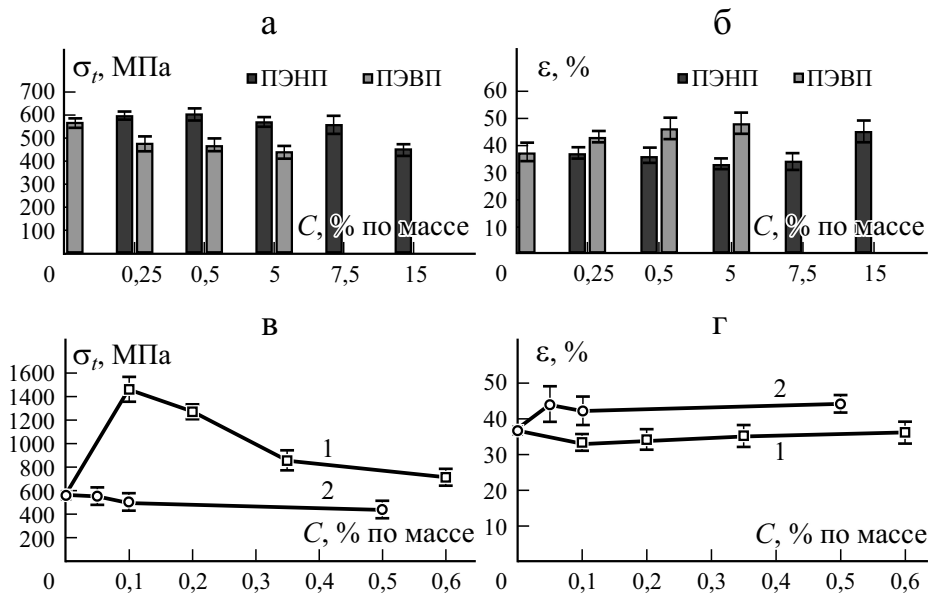 а
σt, МПа
ПЭНП ПЭВП
700
600
500
400
300
200
100
C, % по массе
0 0,25 0,5 5 7,5 15
б
ε, %
ПЭНП ПЭВП
60
50
40
30
20
10
C, % по массе
0 0,25 0,5 5 7,5 15
в
σt, МПа
1600
1400
1200
1000
800
600
400
200
1
2
C, % по массе
0 0,1 0,2 0,3 0,4 0,5 0,6
г
ε, %
50
40
30
20
10
2
1
C, % по массе
0 0,1 0,2 0,3 0,4 0,5 0,6